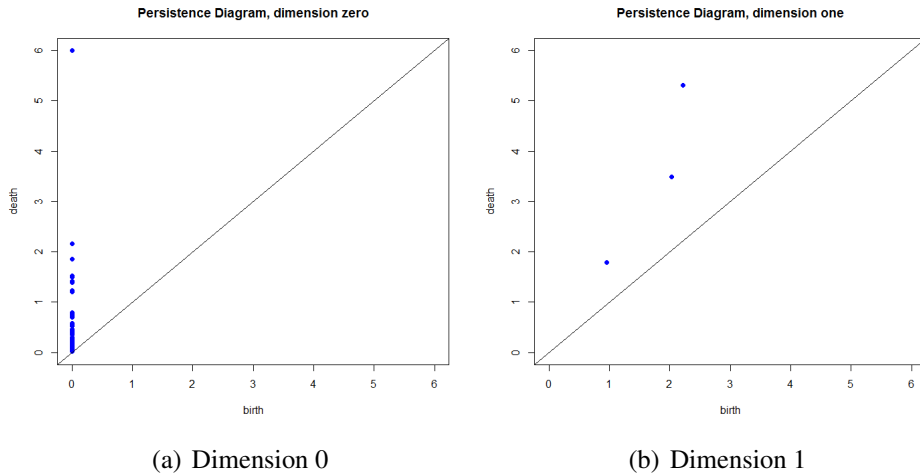 Persistence Diagram, dimension zero
death
0 1 2 3 4 5 6
0 1 2 3 4 5 6
birth
(a) Dimension 0
Persistence Diagram, dimension one
death
0 1 2 3 4 5 6
0 1 2 3 4 5 6
birth
(b) Dimension 1